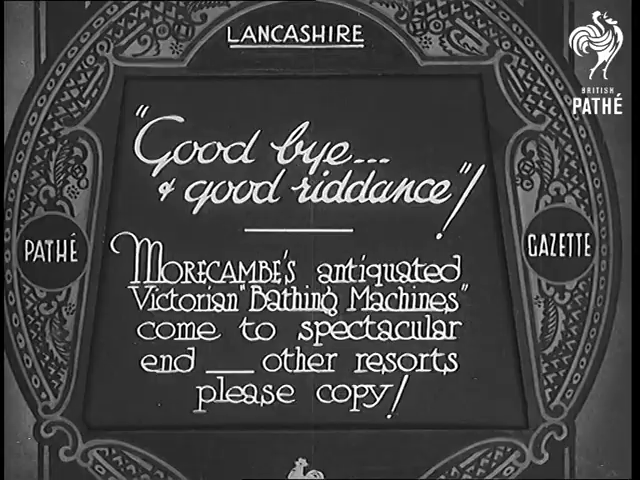 LANCASHIRE
BRITISH
PATHÉ
"Good bye...
& good riddance"!
PATHÉ
GAZETTE
MORECAMBE'S antiquated
Victorian "Bathing Machines"
come to spectacular
end __ other resorts
please copy!